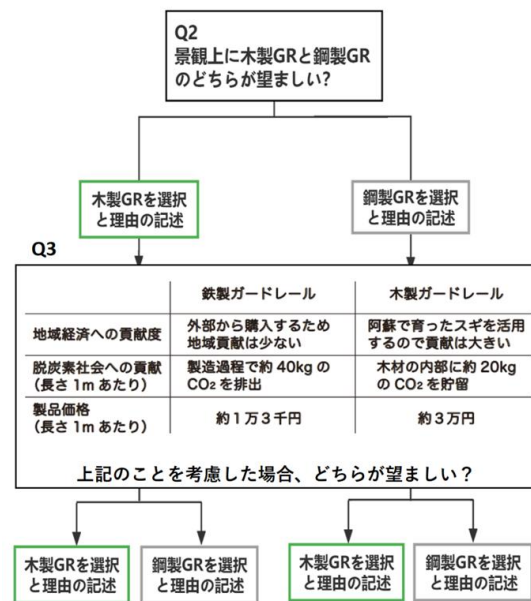 Q2
景観上に木製GRと鋼製GR
のどちらが望ましい?
木製GRを選択
と理由の記述
鋼製GRを選択
と理由の記述
Q3
鉄製ガードレール
木製ガードレール
地域経済への貢献度
外部から購入するため
地域貢献は少ない
阿蘇で育ったスギを活用
するので貢献は大きい
脱炭素社会への貢献
(長さ 1m あたり)
製造過程で約 40kg の
CO₂ を排出
木材の内部に約 20kg
の CO₂ を貯留
製品価格
(長さ 1m あたり)
約 1 万 3 千円
約 3 万円
上記のことを考慮した場合、どちらが望ましい?
木製GRを選択
と理由の記述
鋼製GRを選択
と理由の記述
木製GRを選択
と理由の記述
鋼製GRを選択
と理由の記述